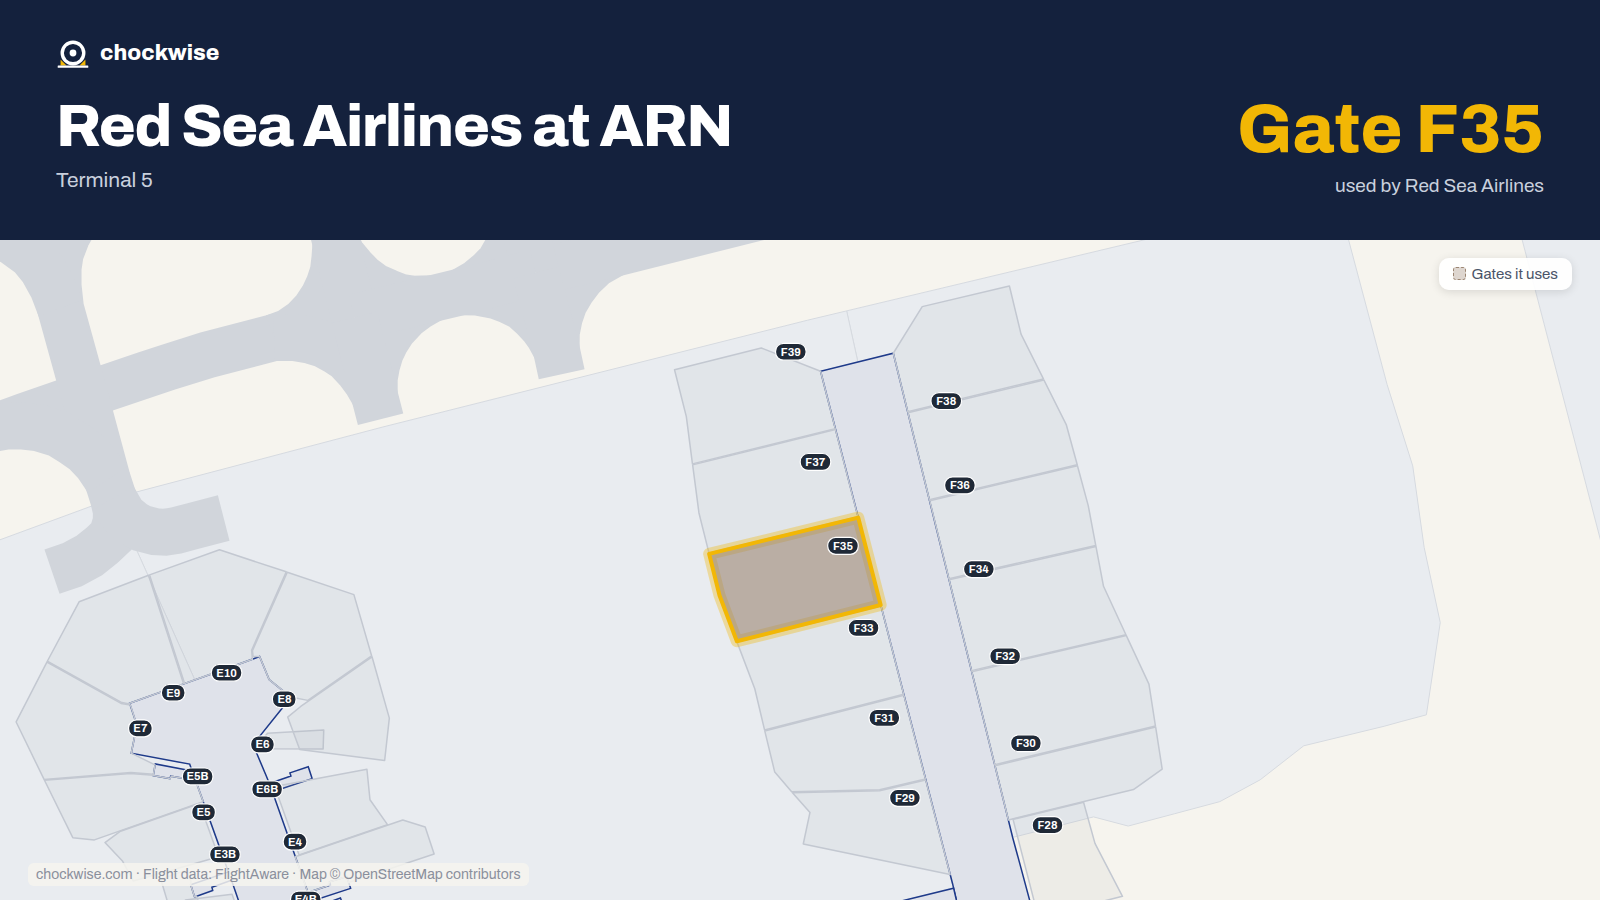 chockwise
Red Sea Airlines at ARN
Terminal 5
Gate F35
used by Red Sea Airlines
Gates it uses
F39
F38
F37
F36
F35
F34
F33
F32
F31
F30
F29
F28
E10
E9
E8
E7
E6
E5B
E6B
E5
E4
E3B
E4B
chockwise.com · Flight data: FlightAware · Map © OpenStreetMap contributors